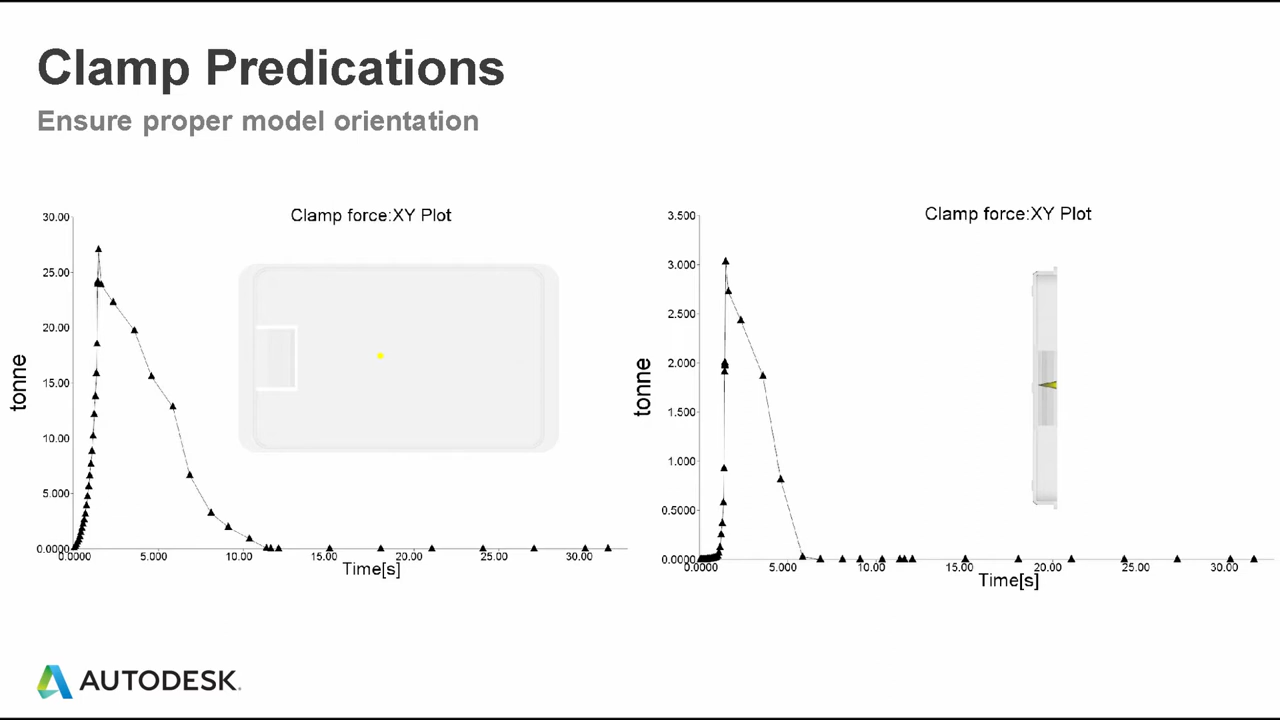 Clamp Predications
Ensure proper model orientation
Clamp force:XY Plot
30.00
25.00
20.00
15.00
10.00
5.000
0.0000
tonne
0.0000 5.000 10.00 15.00 20.00 25.00 30.00
Time[s]
Clamp force:XY Plot
3.500
3.000
2.500
2.000
1.500
1.000
0.5000
0.0000
tonne
0.0000 5.000 10.00 15.00 20.00 25.00 30.00
Time[s]
AUTODESK.